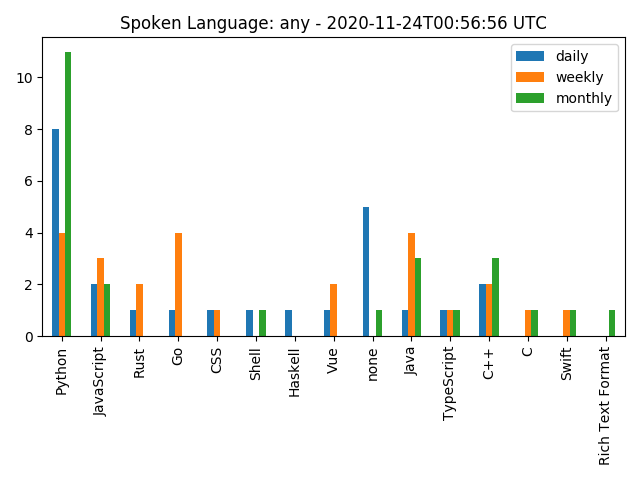 Spoken Language: any - 2020-11-24T00:56:56 UTC
daily
weekly
monthly
10
8
6
4
2
0
Python
JavaScript
Rust
Go
CSS
Shell
Haskell
Vue
none
Java
TypeScript
C++
C
Swift
Rich Text Format